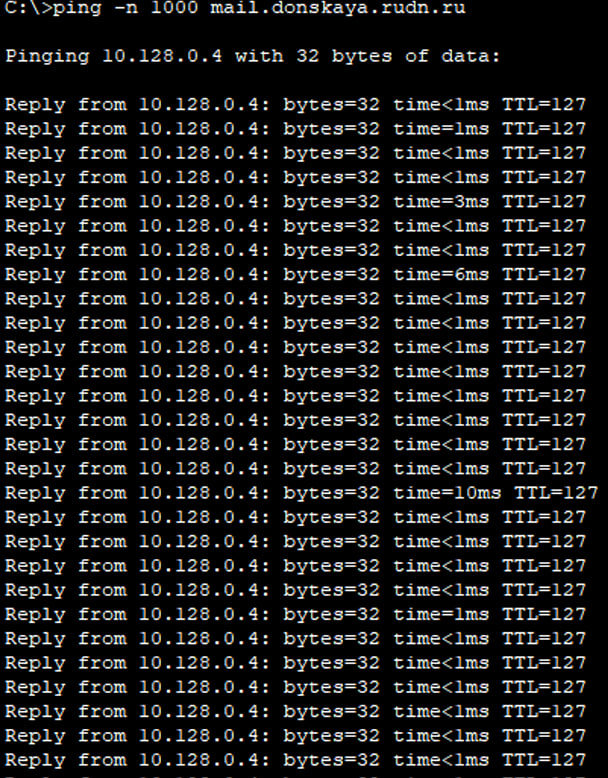 C:\>ping -n 1000 mail.donskaya.rudn.ru
Pinging 10.128.0.4 with 32 bytes of data:
Reply from 10.128.0.4: bytes=32 time<1ms TTL=127
Reply from 10.128.0.4: bytes=32 time=1ms TTL=127
Reply from 10.128.0.4: bytes=32 time<1ms TTL=127
Reply from 10.128.0.4: bytes=32 time<1ms TTL=127
Reply from 10.128.0.4: bytes=32 time=3ms TTL=127
Reply from 10.128.0.4: bytes=32 time<1ms TTL=127
Reply from 10.128.0.4: bytes=32 time<1ms TTL=127
Reply from 10.128.0.4: bytes=32 time=6ms TTL=127
Reply from 10.128.0.4: bytes=32 time<1ms TTL=127
Reply from 10.128.0.4: bytes=32 time<1ms TTL=127
Reply from 10.128.0.4: bytes=32 time<1ms TTL=127
Reply from 10.128.0.4: bytes=32 time<1ms TTL=127
Reply from 10.128.0.4: bytes=32 time<1ms TTL=127
Reply from 10.128.0.4: bytes=32 time<1ms TTL=127
Reply from 10.128.0.4: bytes=32 time<1ms TTL=127
Reply from 10.128.0.4: bytes=32 time<1ms TTL=127
Reply from 10.128.0.4: bytes=32 time=10ms TTL=127
Reply from 10.128.0.4: bytes=32 time<1ms TTL=127
Reply from 10.128.0.4: bytes=32 time<1ms TTL=127
Reply from 10.128.0.4: bytes=32 time<1ms TTL=127
Reply from 10.128.0.4: bytes=32 time<1ms TTL=127
Reply from 10.128.0.4: bytes=32 time=1ms TTL=127
Reply from 10.128.0.4: bytes=32 time<1ms TTL=127
Reply from 10.128.0.4: bytes=32 time<1ms TTL=127
Reply from 10.128.0.4: bytes=32 time<1ms TTL=127
Reply from 10.128.0.4: bytes=32 time<1ms TTL=127
Reply from 10.128.0.4: bytes=32 time<1ms TTL=127
Reply from 10.128.0.4: bytes=32 time<1ms TTL=127